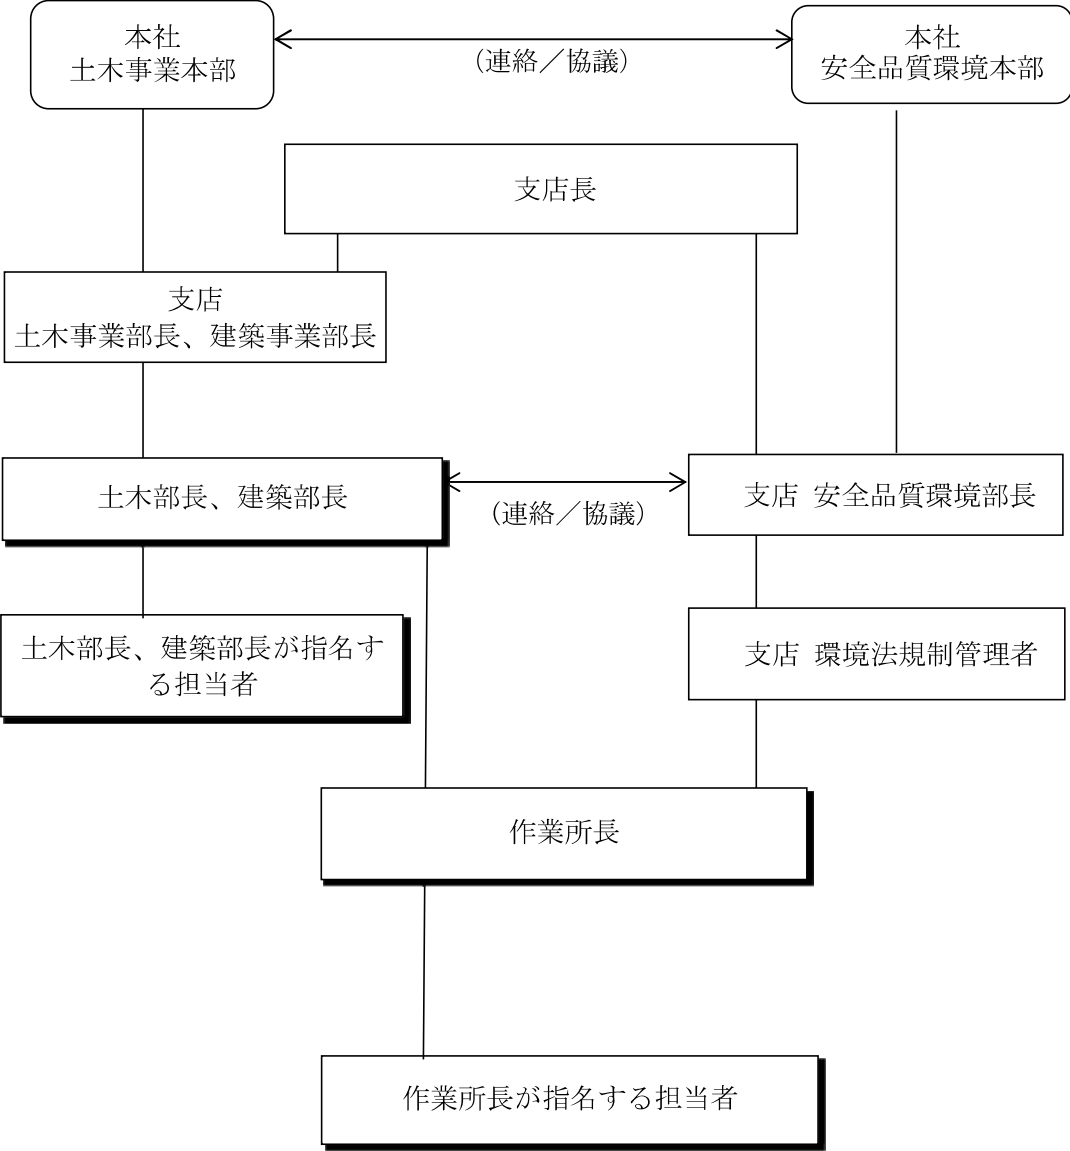 本社
土木事業本部
（連絡／協議）
本社
安全品質環境本部
支店長
支店
土木事業部長、建築事業部長
土木部長、建築部長
（連絡／協議）
支店 安全品質環境部長
土木部長、建築部長が指名す
る担当者
支店 環境法規制管理者
作業所長
作業所長が指名する担当者